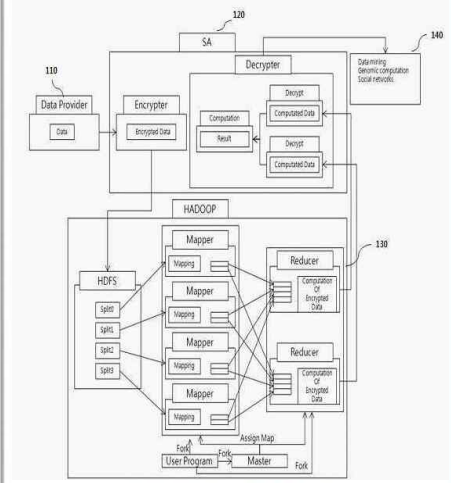 120
SA
140
Decrypter
Data mining
Genomic computation
Social networks
110
Data Provider
Data
Encrypter
Encrypted Data
Decrypt
Computated Data
Computation
Result
Decrypt
Computated Data
HADOOP
130
HDFS
Split0
Split1
Split2
Split3
Mapper
Mapping
Mapper
Mapping
Mapper
Mapping
Mapper
Mapping
Reducer
Computation
Of
Encrypted
Data
Reducer
Computation
Of
Encrypted
Data
Assign Map
Fork
Fork
Fork
User Program
Master